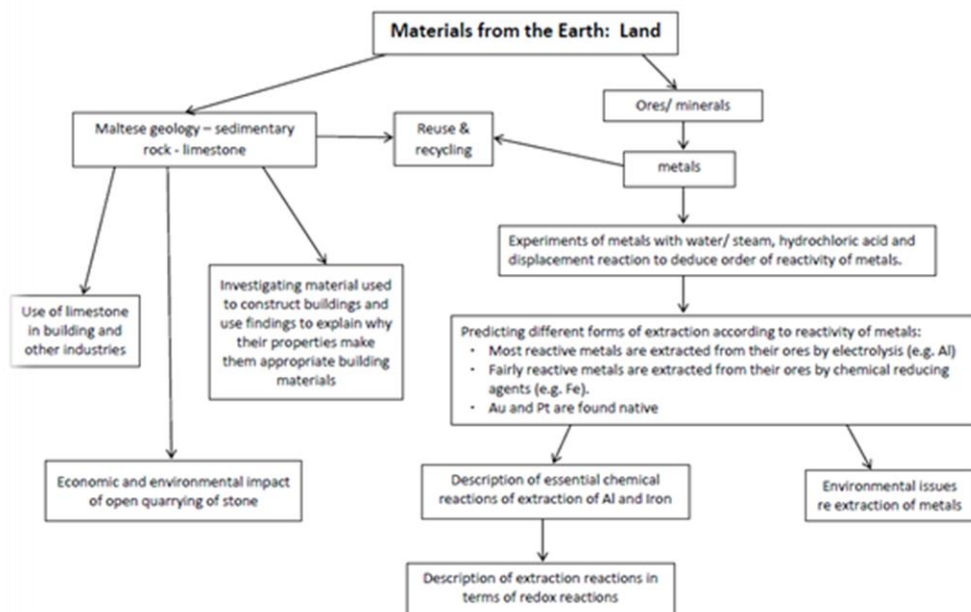 Materials from the Earth: Land
Ores/ minerals
Maltese geology – sedimentary
rock - limestone
Reuse &
recycling
metals
Experiments of metals with water/ steam, hydrochloric acid and
displacement reaction to deduce order of reactivity of metals.
Use of limestone
in building and
other industries
Investigating material used
to construct buildings and
use findings to explain why
their properties make
them appropriate building
materials
Predicting different forms of extraction according to reactivity of metals:
• Most reactive metals are extracted from their ores by electrolysis (e.g. Al)
• Fairly reactive metals are extracted from their ores by chemical reducing
agents (e.g. Fe).
• Au and Pt are found native
Economic and environmental impact
of open quarrying of stone
Description of essential chemical
reactions of extraction of Al and Iron
Environmental issues
re extraction of metals
Description of extraction reactions in
terms of redox reactions